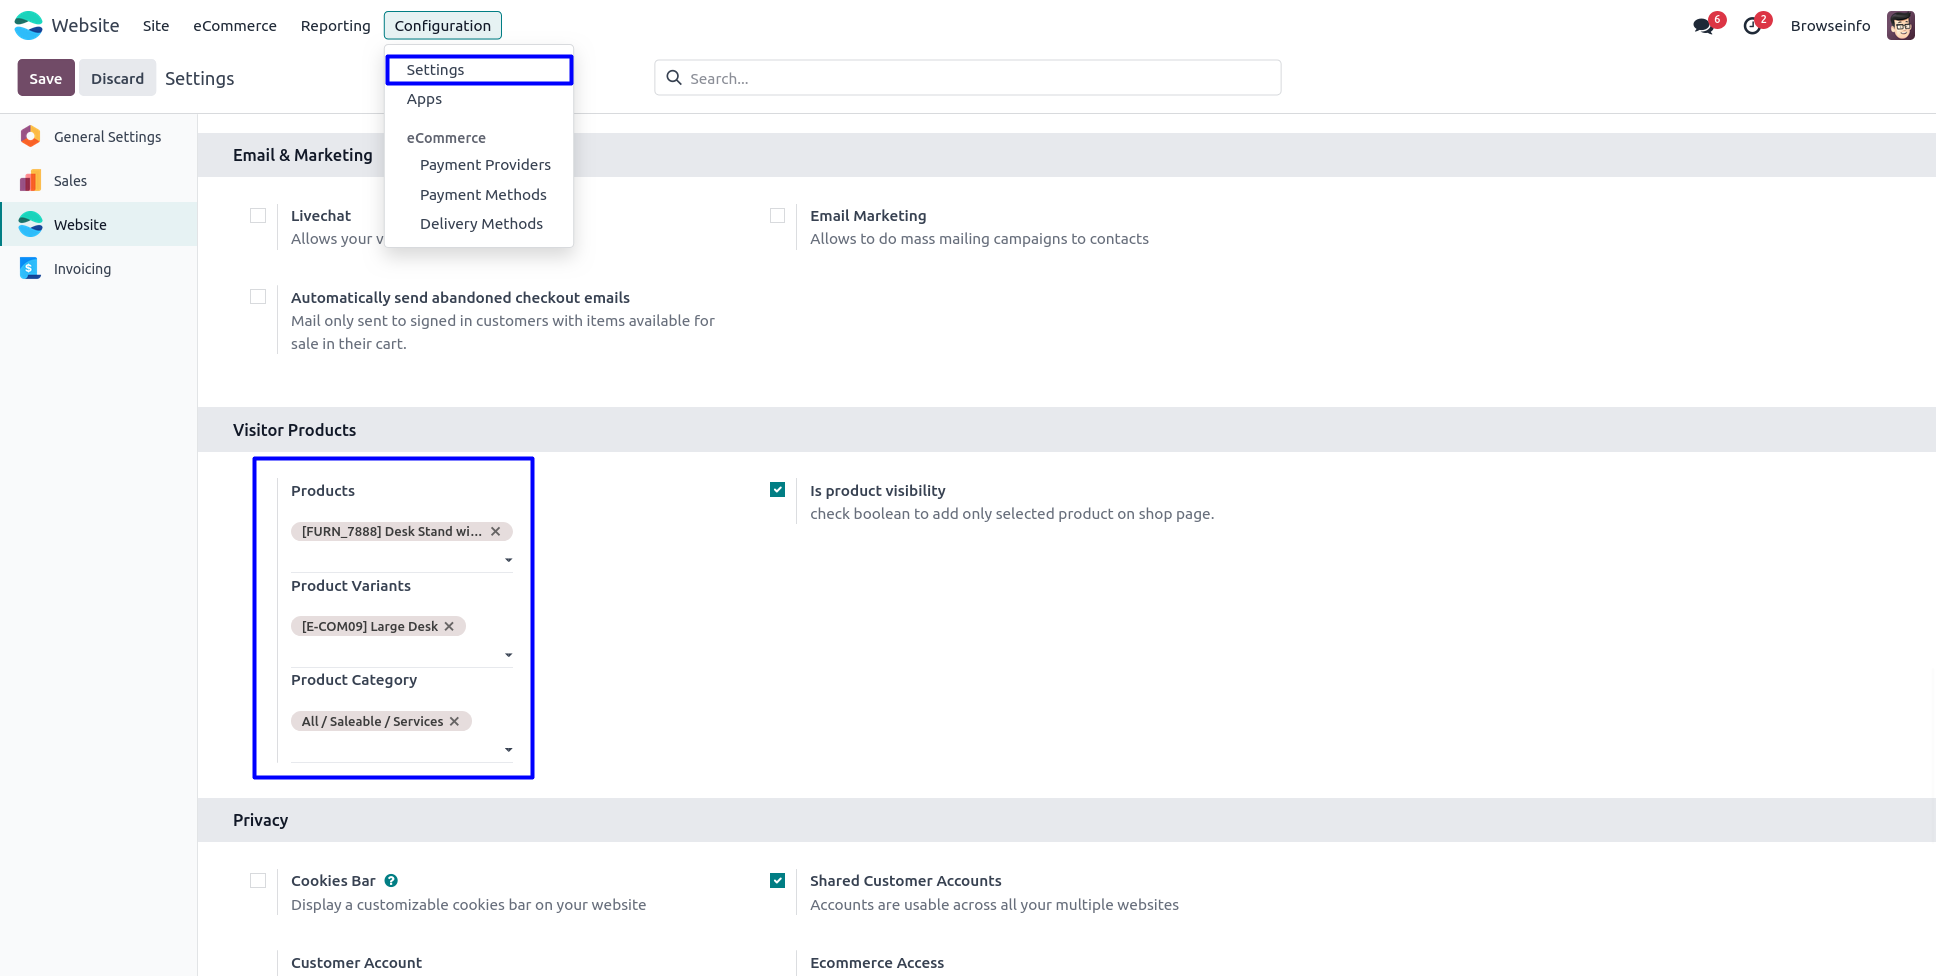 Website Site eCommerce Reporting Configuration 6 2 Browseinfo
Save Discard Settings Search...
Settings
Apps
eCommerce
Payment Providers
Payment Methods
Delivery Methods
General Settings
Sales
Website
Invoicing
Email & Marketing
Livechat
Allows your v
Email Marketing
Allows to do mass mailing campaigns to contacts
Automatically send abandoned checkout emails
Mail only sent to signed in customers with items available for
sale in their cart.
Visitor Products
Products
[FURN_7888] Desk Stand wi...
Product Variants
[E-COM09] Large Desk
Product Category
All / Saleable / Services
Is product visibility
check boolean to add only selected product on shop page.
Privacy
Cookies Bar ?
Display a customizable cookies bar on your website
Shared Customer Accounts
Accounts are usable across all your multiple websites
Customer Account
Ecommerce Access